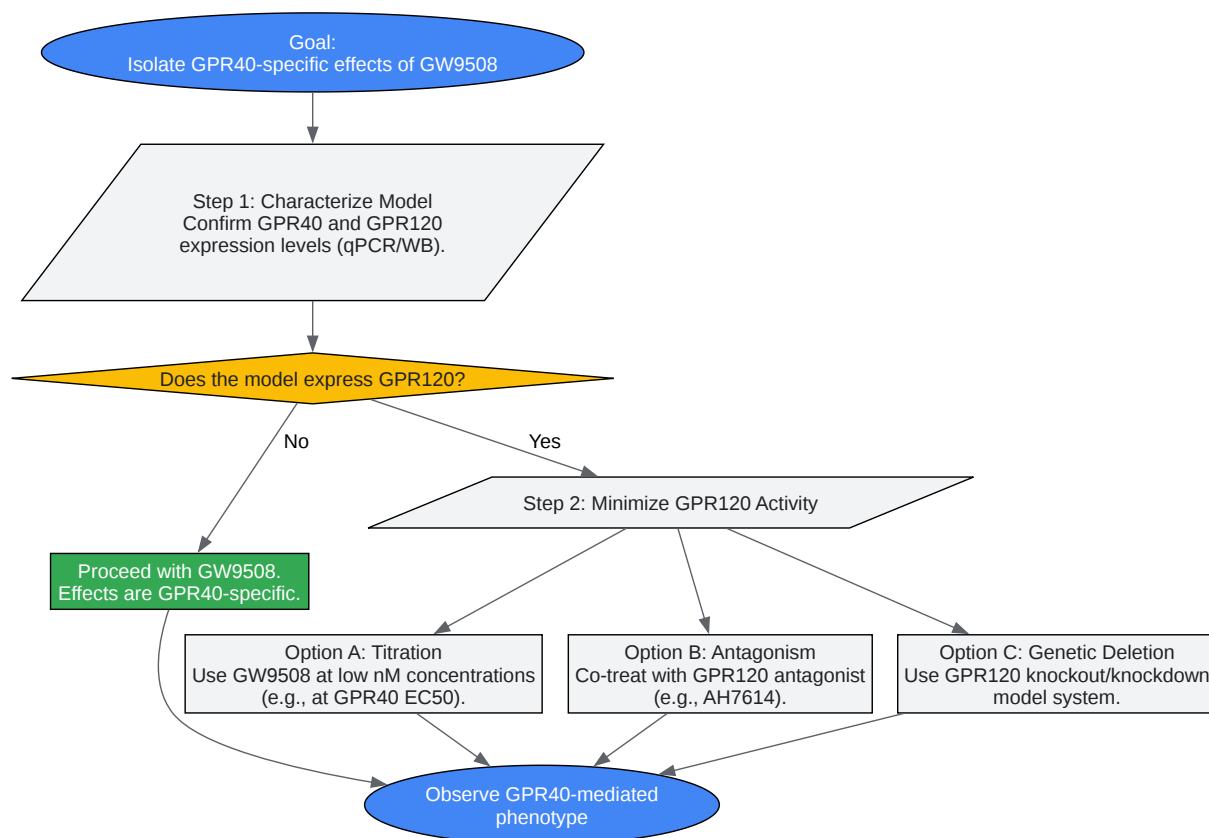 Goal:
Isolate GPR40-specific effects of GW9508
Step 1: Characterize Model
Confirm GPR40 and GPR120
expression levels (qPCR/WB).
Does the model express GPR120?
No
Yes
Step 2: Minimize GPR120 Activity
Proceed with GW9508.
Effects are GPR40-specific.
Option A: Titration
Use GW9508 at low nM concentrations
(e.g., at GPR40 EC50).
Option B: Antagonism
Co-treat with GPR120 antagonist
(e.g., AH7614).
Option C: Genetic Deletion
Use GPR120 knockout/knockdown
model system.
Observe GPR40-mediated
phenotype